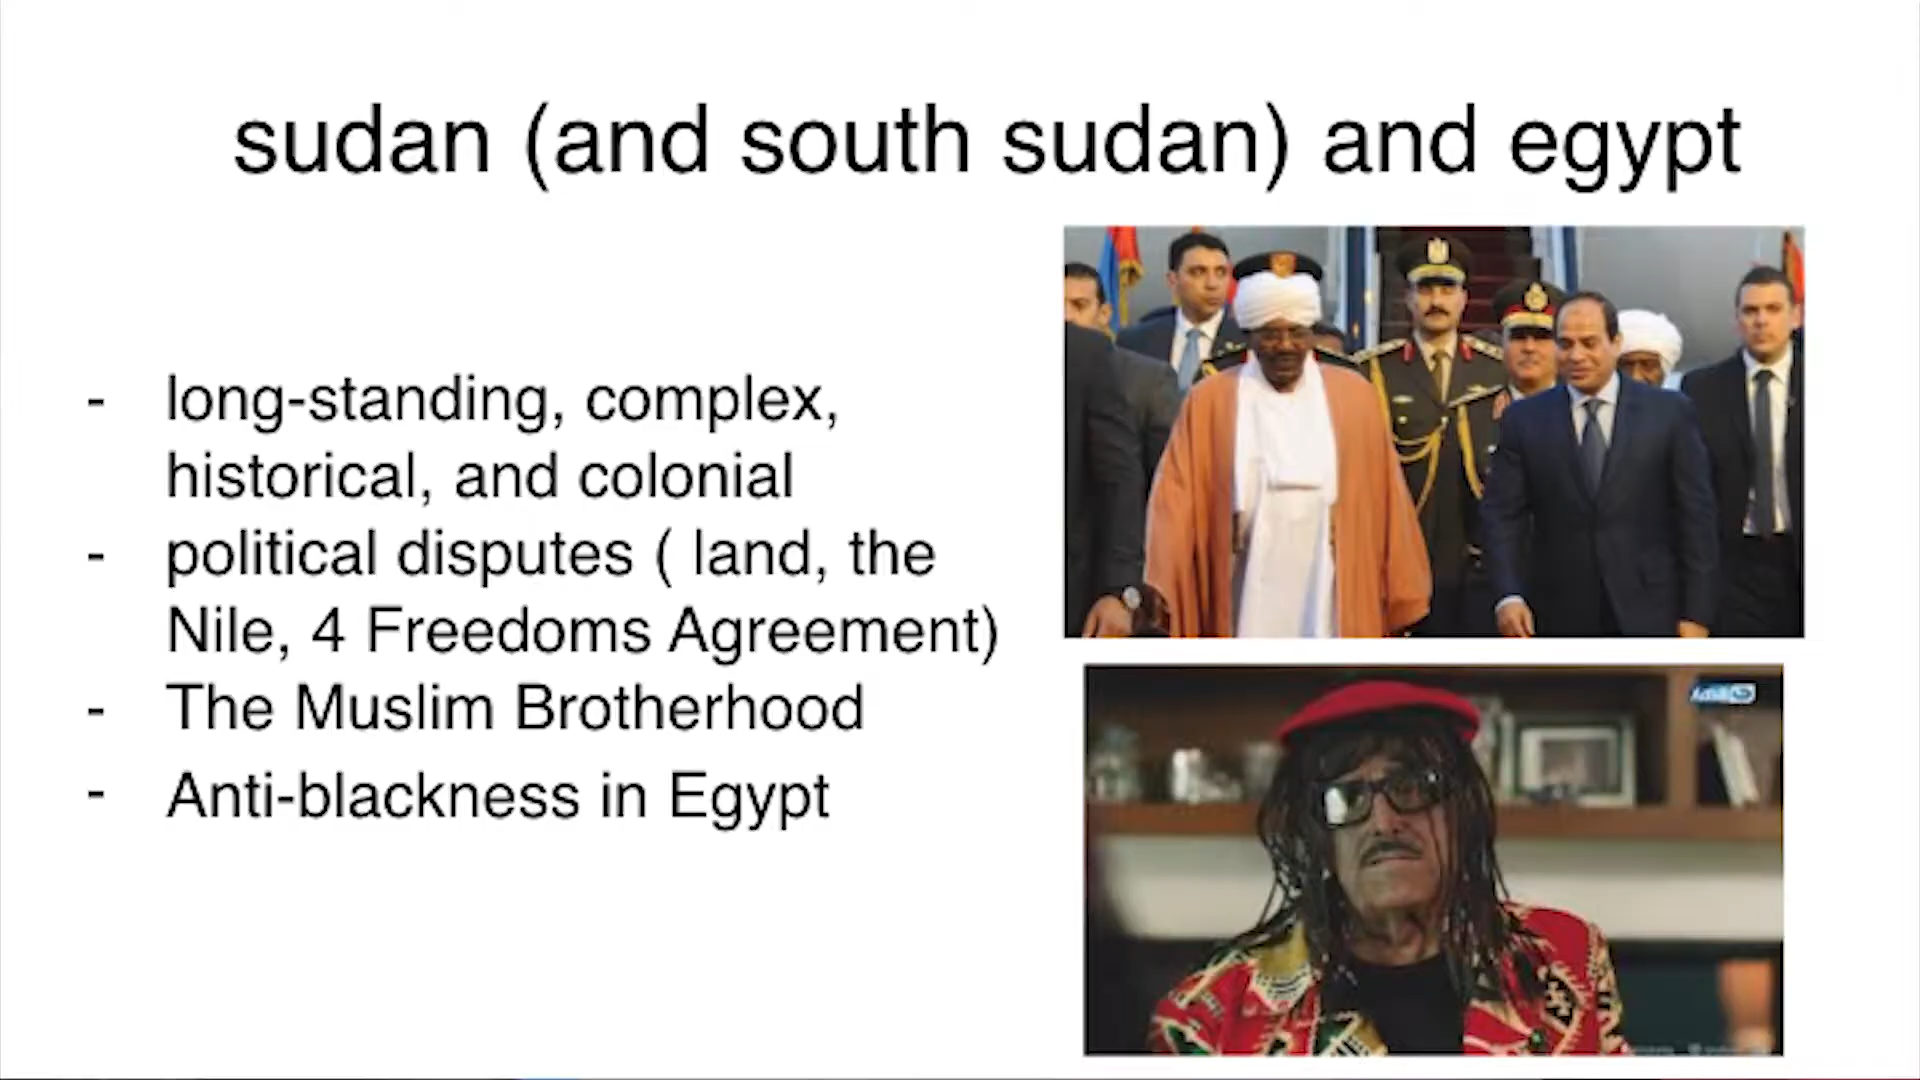 sudan (and south sudan) and egypt
- long-standing, complex,
historical, and colonial
- political disputes ( land, the
Nile, 4 Freedoms Agreement)
- The Muslim Brotherhood
- Anti-blackness in Egypt